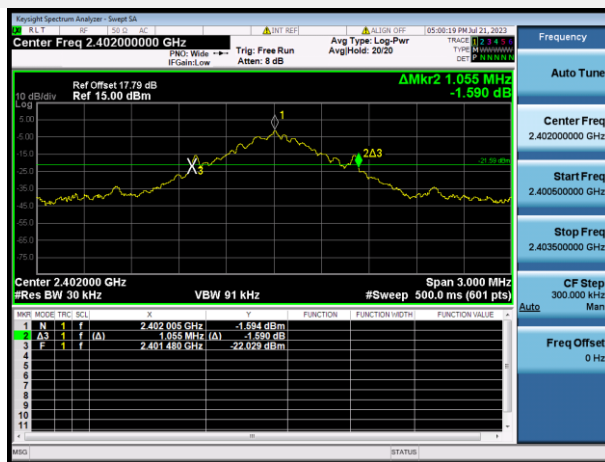 Keysight Spectrum Analyzer - Swept SA
RLT RF 50 Ω AC INT REF ALIGN OFF 05:00:19 PM Jul 21, 2023
Center Freq 2.402000000 GHz
PNO: Wide
IFGain:Low
Trig: Free Run
Atten: 8 dB
Avg Type: Log-Pwr
Avg|Hold: 20/20
TRACE 1 2 3 4 5
TYPE M
DET P N N N N N
Ref Offset 17.79 dB
10 dB/div Ref 15.00 dBm
Log
ΔMkr2 1.055 MHz
-1.590 dB
5.00
-5.00
-15.0
-25.0
-35.0
-45.0
-55.0
-65.0
-75.0
1
2Δ3
3
-21.59 dBm
Center 2.402000 GHz Span 3.000 MHz
#Res BW 30 kHz VBW 91 kHz #Sweep 500.0 ms (601 pts)
MKR MODE TRC SCL X Y FUNCTION FUNCTION WIDTH FUNCTION VALUE
1 N 1 f 2.402 005 GHz -1.594 dBm
2 Δ3 1 f (Δ) 1.055 MHz (Δ) -1.590 dB
3 F 1 f 2.401 480 GHz -22.029 dBm
4
5
6
7
8
9
10
11
MSG STATUS
Frequency
Auto Tune
Center Freq
2.402000000 GHz
Start Freq
2.400500000 GHz
Stop Freq
2.403500000 GHz
CF Step
300.000 kHz
Auto Man
Freq Offset
0 Hz